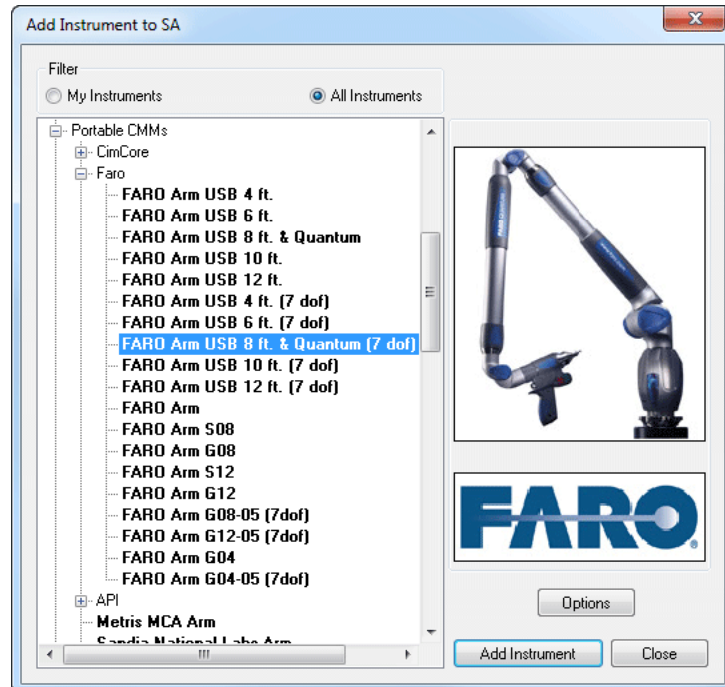 Add Instrument to SA
Filter
My Instruments
All Instruments
Portable CMMs
CimCore
Faro
FARO Arm USB 4 ft.
FARO Arm USB 6 ft.
FARO Arm USB 8 ft. & Quantum
FARO Arm USB 10 ft.
FARO Arm USB 12 ft.
FARO Arm USB 4 ft. (7 dof)
FARO Arm USB 6 ft. (7 dof)
FARO Arm USB 8 ft. & Quantum (7 dof)
FARO Arm USB 10 ft. (7 dof)
FARO Arm USB 12 ft. (7 dof)
FARO Arm
FARO Arm S08
FARO Arm G08
FARO Arm S12
FARO Arm G12
FARO Arm G08-05 (7dof)
FARO Arm G12-05 (7dof)
FARO Arm G04
FARO Arm G04-05 (7dof)
API
Metris MCA Arm
Sandia National Labs Arm
FARO
Options
Add Instrument
Close